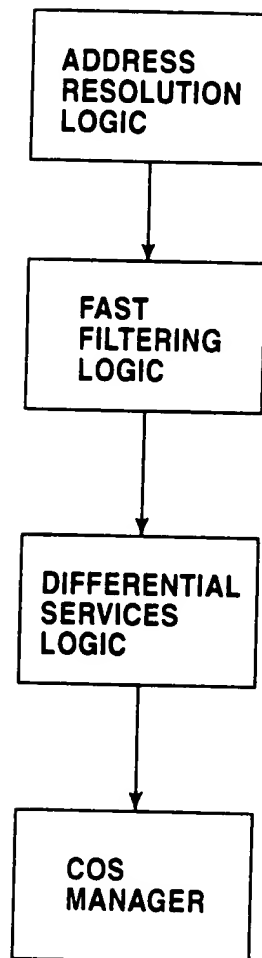 ADDRESS
RESOLUTION
LOGIC
FAST
FILTERING
LOGIC
DIFFERENTIAL
SERVICES
LOGIC
COS
MANAGER